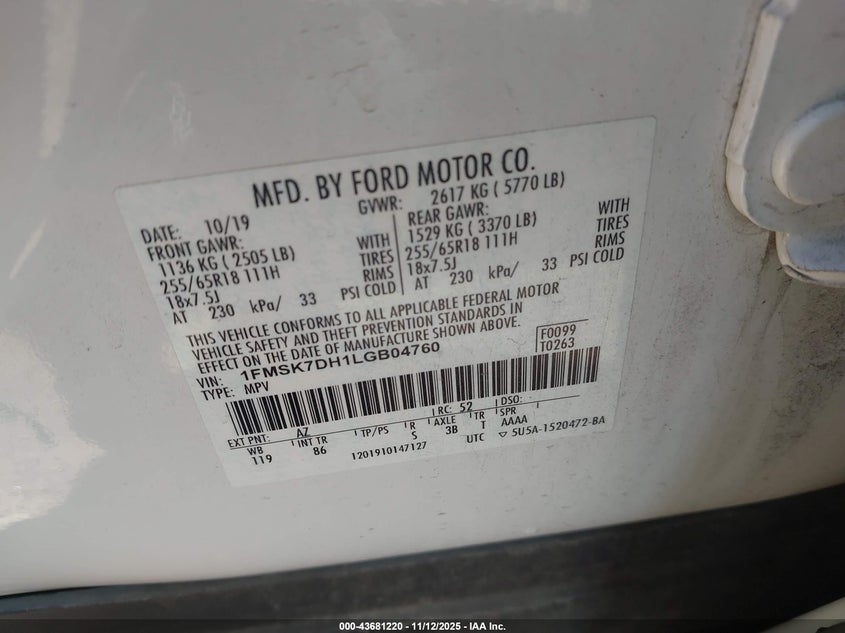 MFD. BY FORD MOTOR CO.
DATE: 10/19 GVWR: 2617 KG ( 5770 LB)
FRONT GAWR: REAR GAWR:
1136 KG ( 2505 LB) WITH 1529 KG ( 3370 LB) WITH
255/65R18 111H TIRES 255/65R18 111H TIRES
18x7.5J RIMS 18x7.5J RIMS
AT 230 kPa/ 33 PSI COLD AT 230 kPa/ 33 PSI COLD
THIS VEHICLE CONFORMS TO ALL APPLICABLE FEDERAL MOTOR
VEHICLE SAFETY AND THEFT PREVENTION STANDARDS IN
EFFECT ON THE DATE OF MANUFACTURE SHOWN ABOVE.
F0099
T0263
VIN: 1FMSK7DH1LGB04760
TYPE: MPV
EXT PNT: AZ RC: 52 DSO:
WB INT TR TP/PS R AXLE TR SPR
119 86 S 3B T AAAA
1201910147127 UTC ▽ 5U5A-1520472-BA
000-43681220 - 11/12/2025 - IAA Inc.